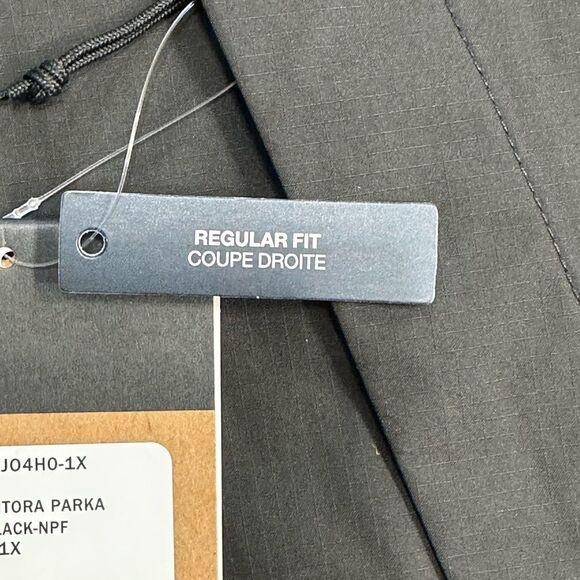 REGULAR FIT
COUPE DROITE
JO4H0-1X
TORA PARKA
LACK-NPF
1X